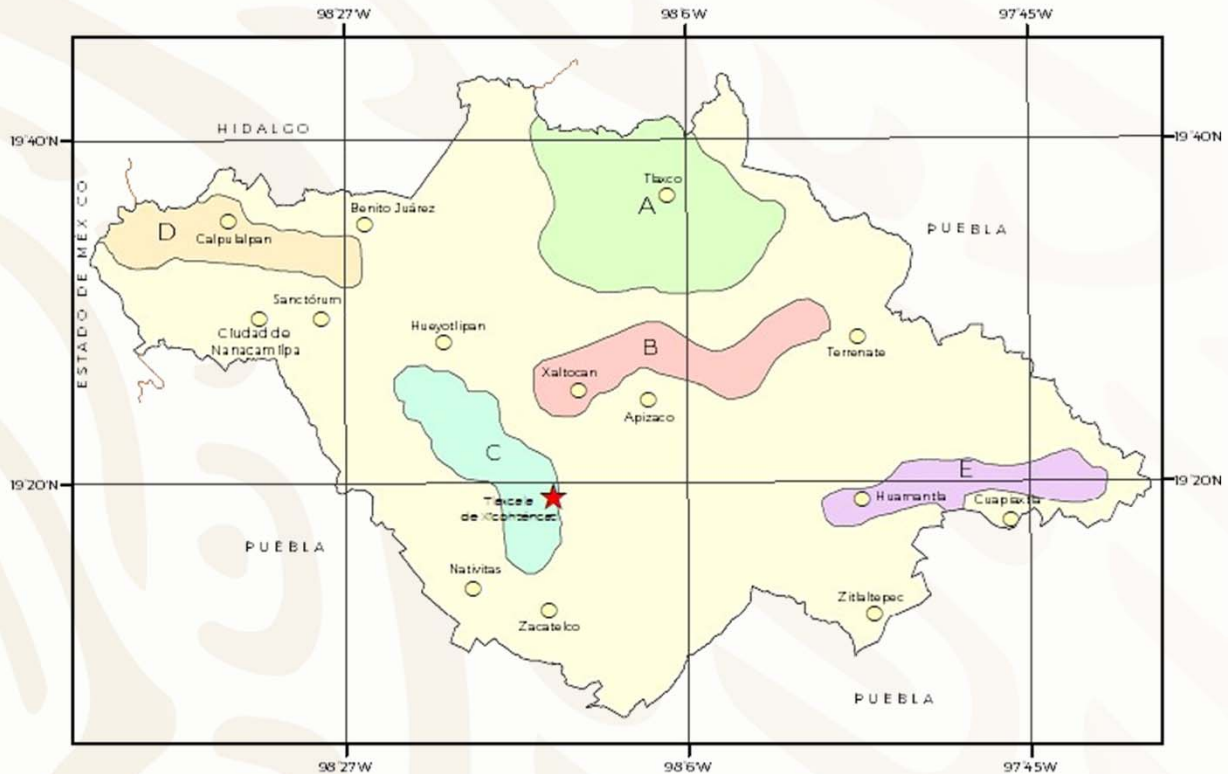 98°27'W
98°6'W
97°45'W
HIDALGO
19°40'N
19°40'N
Tlaxco
A
ESTADO DE MÉXICO
Benito Juárez
D
Calpulalpan
PUEBLA
Sanctórum
Ciudad de
Nanacamilpa
Hueyotlipan
B
Terrenate
Xaltocan
Apizaco
C
E
19°20'N
19°20'N
Huamantla
Cuapiaxtla
de Xicohténcatl
PUEBLA
Nativitas
Zitlaltepec
Zacatelco
PUEBLA
98°27'W
98°6'W
97°45'W